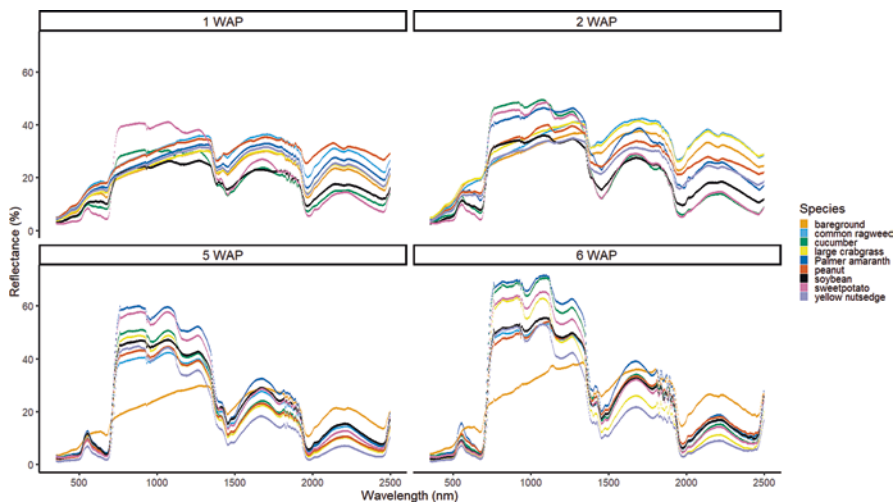 1 WAP
2 WAP
60
40
20
0
5 WAP
6 WAP
60
40
20
0
500
1000
1500
2000
2500
500
1000
1500
2000
2500
Reflectance (%)
Wavelength (nm)
Species
bareground
common ragweed
cucumber
large crabgrass
Palmer amaranth
peanut
soybean
sweetpotato
yellow nutsedge